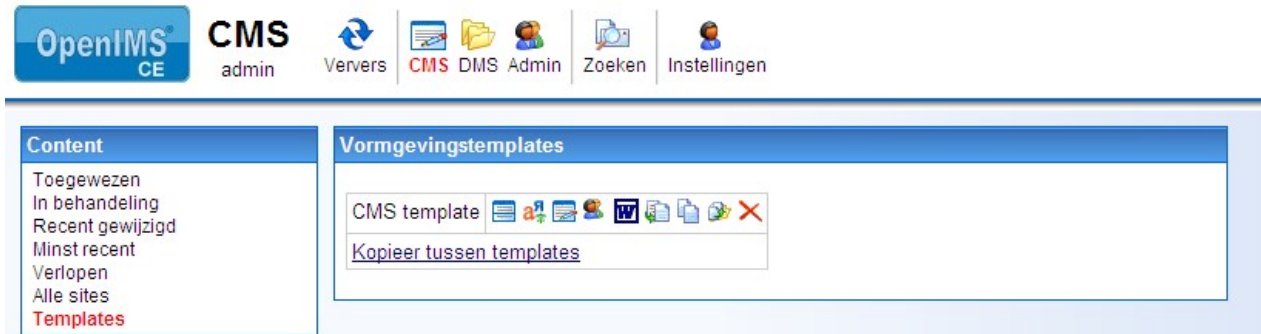 OpenIMS®
CE
CMS
admin
Ververs
CMS
DMS
Admin
Zoeken
Instellingen
Content
Toegewezen
In behandeling
Recent gewijzigd
Minst recent
Verlopen
Alle sites
Templates
Vormgevingstemplates
CMS template
Kopieer tussen templates